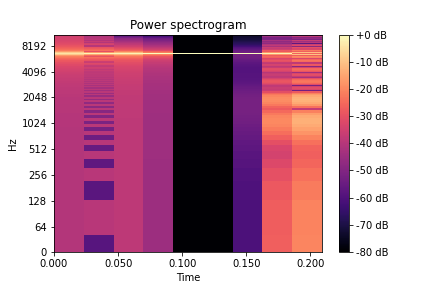 Power spectrogram
8192
4096
2048
1024
512
256
128
64
0
Hz
0.000 0.050 0.100 0.150 0.200
Time
+0 dB
-10 dB
-20 dB
-30 dB
-40 dB
-50 dB
-60 dB
-70 dB
-80 dB